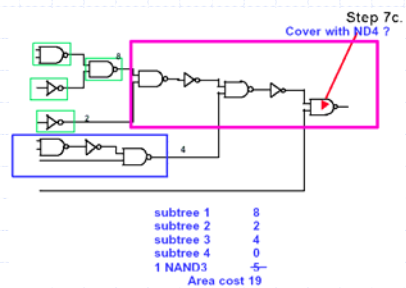 Step 7c.
Cover with ND4 ?
8
2
4
subtree 1 8
subtree 2 2
subtree 3 4
subtree 4 0
1 NAND3 5
Area cost 19